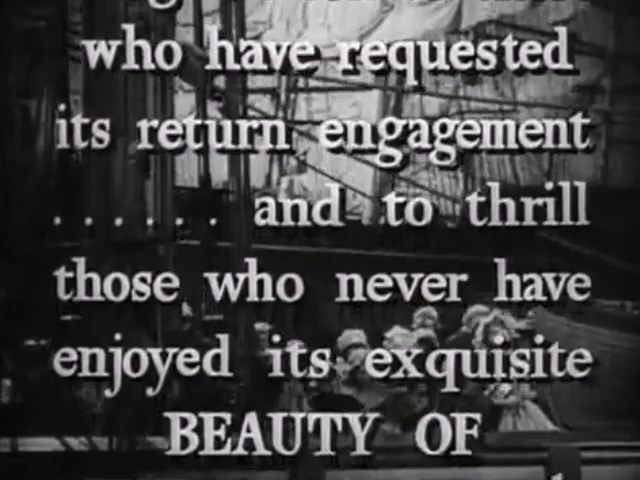 who have requested
its return engagement
...... and to thrill
those who never have
enjoyed its exquisite
BEAUTY OF